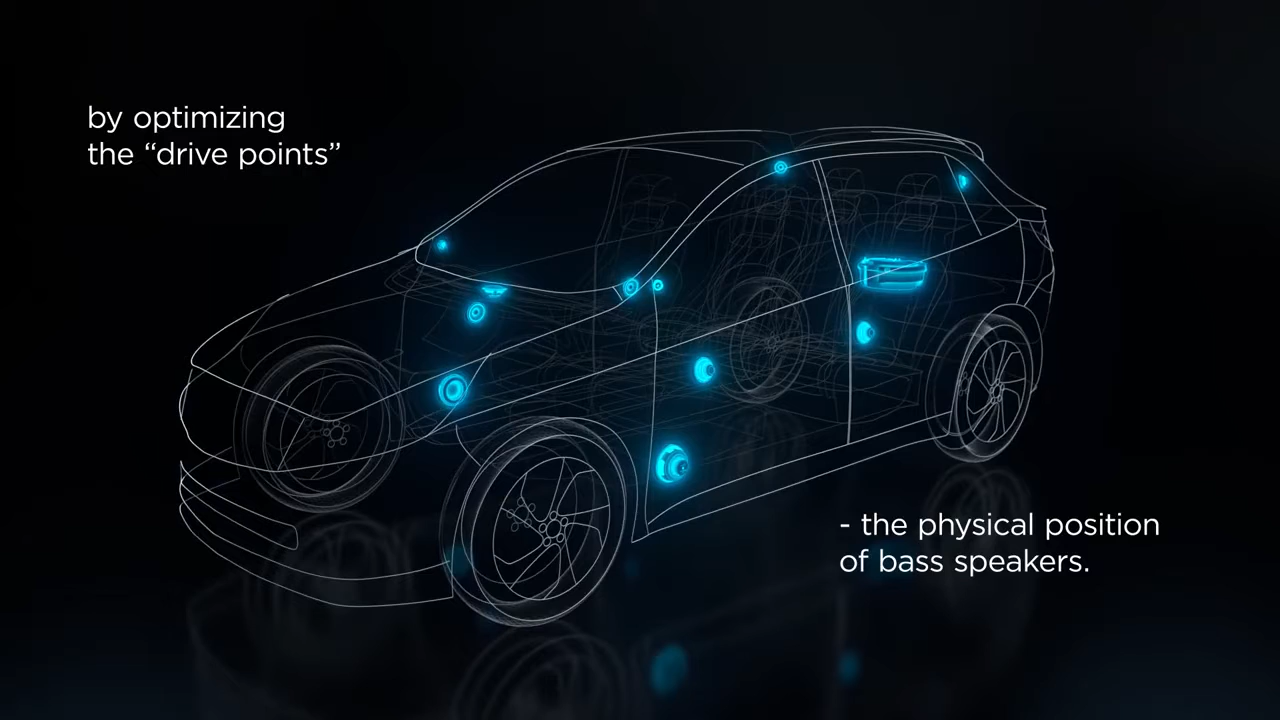 by optimizing
the “drive points”
- the physical position
of bass speakers.